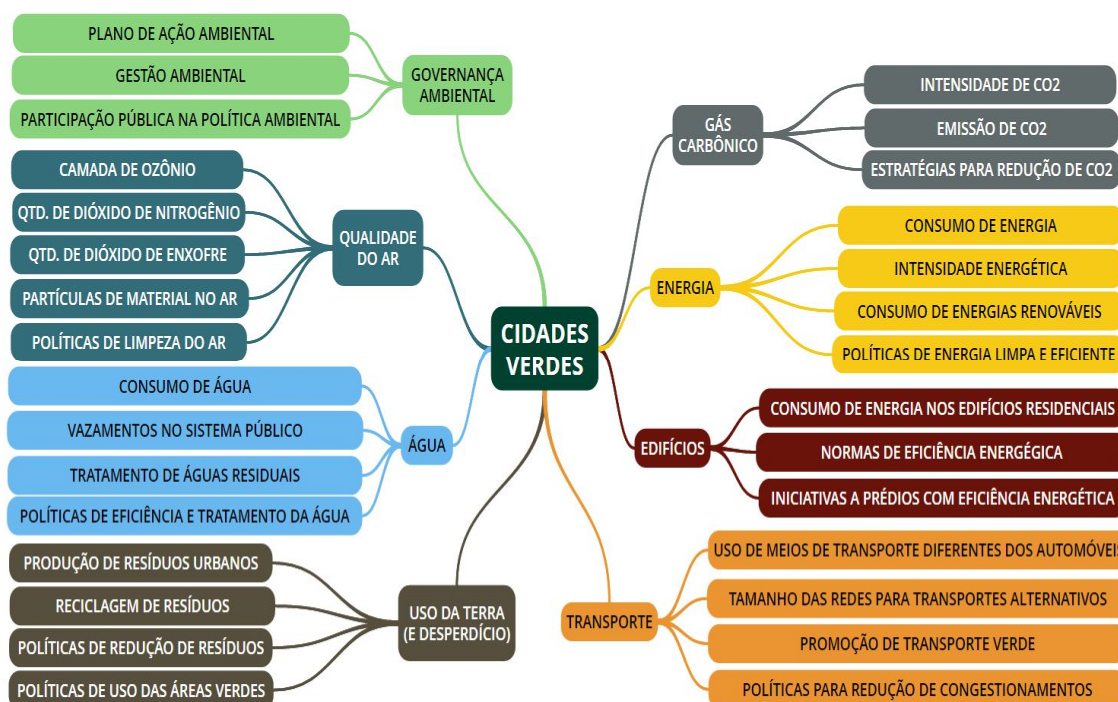 PLANO DE AÇÃO AMBIENTAL
GESTÃO AMBIENTAL
PARTICIPAÇÃO PÚBLICA NA POLÍTICA AMBIENTAL
GOVERNANÇA
AMBIENTAL
CAMADA DE OZÔNIO
QTD. DE DIÓXIDO DE NITROGÊNIO
QTD. DE DIÓXIDO DE ENXOFRE
PARTÍCULAS DE MATERIAL NO AR
POLÍTICAS DE LIMPEZA DO AR
QUALIDADE
DO AR
CONSUMO DE ÁGUA
VAZAMENTOS NO SISTEMA PÚBLICO
TRATAMENTO DE ÁGUAS RESIDUAIS
POLÍTICAS DE EFICIÊNCIA E TRATAMENTO DA ÁGUA
ÁGUA
PRODUÇÃO DE RESÍDUOS URBANOS
RECICLAGEM DE RESÍDUOS
POLÍTICAS DE REDUÇÃO DE RESÍDUOS
POLÍTICAS DE USO DAS ÁREAS VERDES
USO DA TERRA
(E DESPERDÍCIO)
CIDADES
VERDES
GÁS
CARBÔNICO
INTENSIDADE DE CO2
EMISSÃO DE CO2
ESTRATÉGIAS PARA REDUÇÃO DE CO2
ENERGIA
CONSUMO DE ENERGIA
INTENSIDADE ENERGÉTICA
CONSUMO DE ENERGIAS RENOVÁVEIS
POLÍTICAS DE ENERGIA LIMPA E EFICIENTE
EDIFÍCIOS
CONSUMO DE ENERGIA NOS EDIFÍCIOS RESIDENCIAIS
NORMAS DE EFICIÊNCIA ENERGÉGICA
INICIATIVAS A PRÉDIOS COM EFICIÊNCIA ENERGÉTICA
TRANSPORTE
USO DE MEIOS DE TRANSPORTE DIFERENTES DOS AUTOMÓVEIS
TAMANHO DAS REDES PARA TRANSPORTES ALTERNATIVOS
PROMOÇÃO DE TRANSPORTE VERDE
POLÍTICAS PARA REDUÇÃO DE CONGESTIONAMENTOS